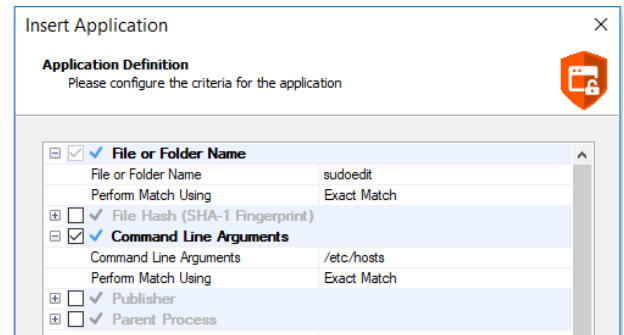 Insert Application
Application Definition
Please configure the criteria for the application
File or Folder Name
File or Folder Name sudoedit
Perform Match Using Exact Match
File Hash (SHA-1 Fingerprint)
Command Line Arguments
Command Line Arguments /etc/hosts
Perform Match Using Exact Match
Publisher
Parent Process